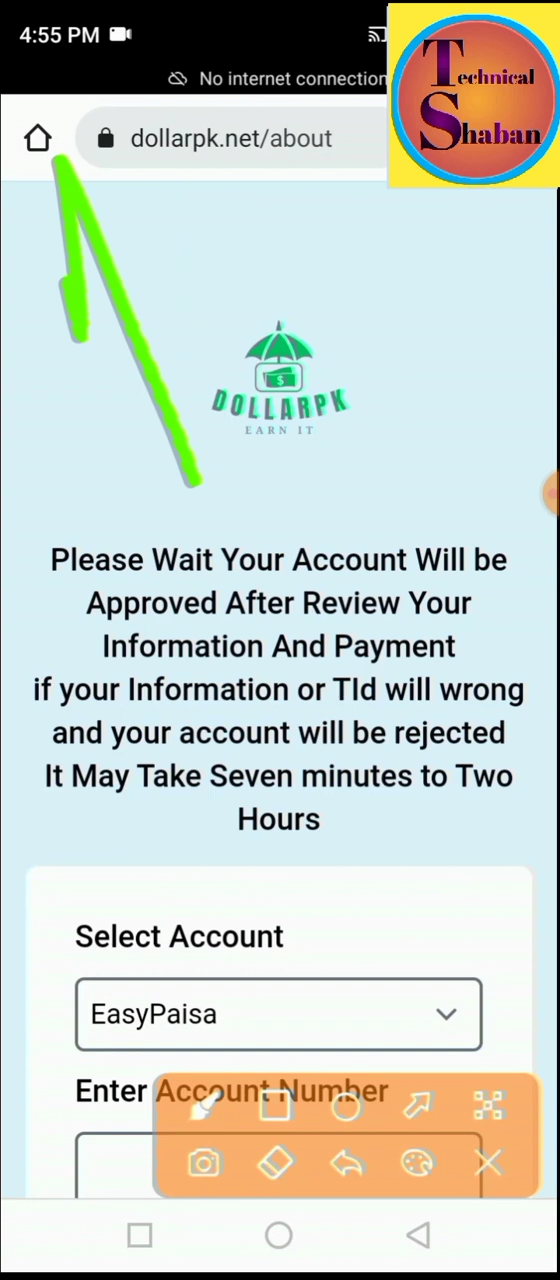 4:55 PM
No internet connection
Technical
Shaban
dollarpk.net/about
DOLLARPK
EARN IT
Please Wait Your Account Will be
Approved After Review Your
Information And Payment
if your Information or TId will wrong
and your account will be rejected
It May Take Seven minutes to Two
Hours
Select Account
EasyPaisa
Enter Account Number